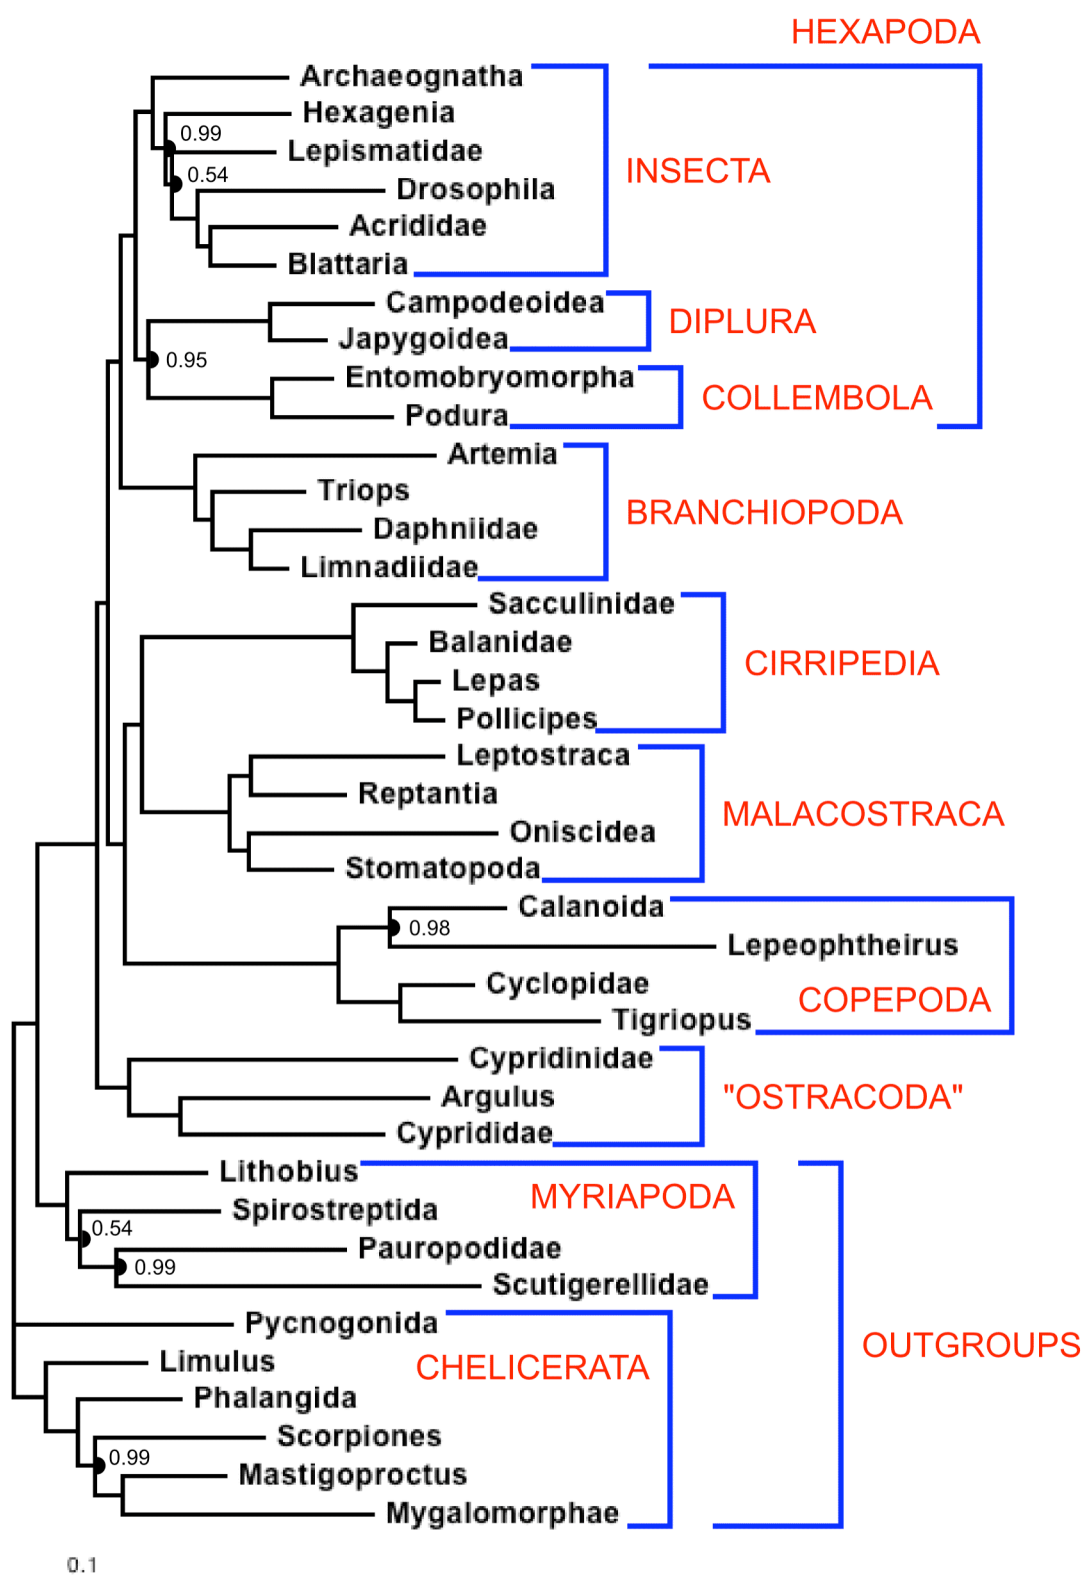 HEXAPODA
Archaeognatha
Hexagenia
0.99
Lepismatidae
INSECTA
0.54
Drosophila
Acrididae
Blattaria
Campodeoidea
DIPLURA
Japygoidea
0.95
Entomobryomorpha
COLLEMBOLA
Podura
Artemia
Triops
BRANCHIOPODA
Daphniidae
Limnadiidae
Sacculinidae
Balanidae
CIRRIPEDIA
Lepas
Pollicipes
Leptostraca
Reptantia
MALACOSTRACA
Oniscidea
Stomatopoda
Calanoida
0.98
Lepeophtheirus
Cyclopidae
COPEPODA
Tigriopus
Cypridinidae
Argulus
"OSTRACODA"
Cyprididae
Lithobius
MYRIAPODA
Spirostreptida
0.54
Pauropodidae
0.99
Scutigerellidae
Pycnogonida
OUTGROUPS
Limulus
CHELICERATA
Phalangida
Scorpiones
0.99
Mastigoproctus
Mygalomorphae
0.1